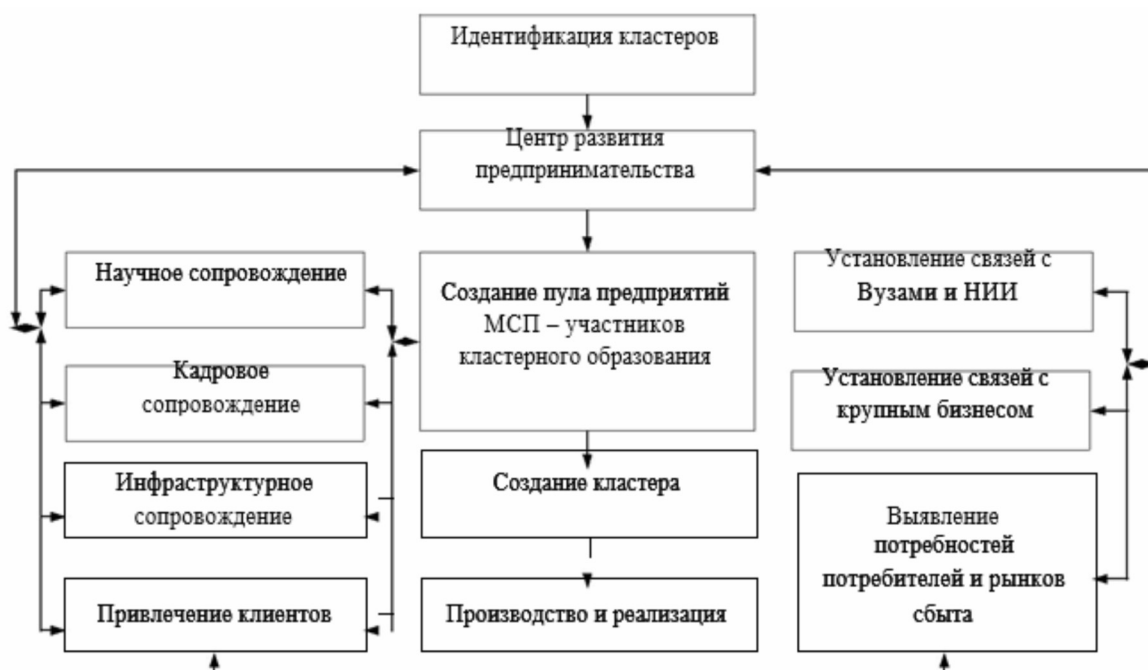 Идентификация кластеров
Центр развития
предпринимательства
Научное сопровождение
Кадровое
сопровождение
Инфраструктурное
сопровождение
Привлечение клиентов
Создание пула предприятий
МСП – участников
кластерного образования
Создание кластера
Производство и реализация
Установление связей с
Вузами и НИИ
Установление связей с
крупным бизнесом
Выявление
потребностей
потребителей и рынков
сбыта